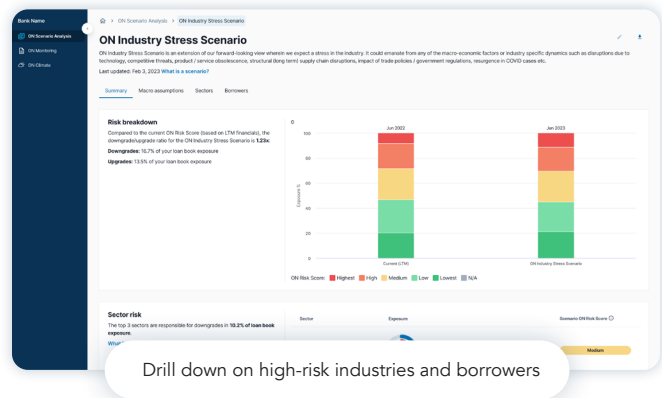 Bank Name
ON Scenario Analysis
ON Monitoring
ON Climate
ON Scenario Analysis > ON Industry Stress Scenario
ON Industry Stress Scenario
ON Industry Stress Scenario is an extension of our forward-looking view wherein we expect a stress in the industry. It could emanate from any of the macro-economic factors or industry specific dynamics such as disruptions due to
technology, competitive threats, product / service obsolescence, structural (long term) supply chain disruptions, impact of trade policies / government regulations, resurgence in COVID cases etc.
Last updated: Feb 3, 2023 What is a scenario?
Summary Macro assumptions Sectors Borrowers
Risk breakdown
Compared to the current ON Risk Score (based on LTM financials), the
downgrade/upgrade ratio for the ON Industry Stress Scenario is 1.23x:
Downgrades: 16.7% of your loan book exposure
Upgrades: 13.5% of your loan book exposure
Jun 2022 Jan 2023
100
80
60
40
20
0
Exposure %
Current (LTM) ON Industry Stress Scenario
ON Risk Score: Highest High Medium Low Lowest N/A
Sector risk
The top 3 sectors are responsible for downgrades in 10.2% of loan book
exposure.
Sector Exposure Scenario ON Risk Score
Medium
Drill down on high-risk industries and borrowers